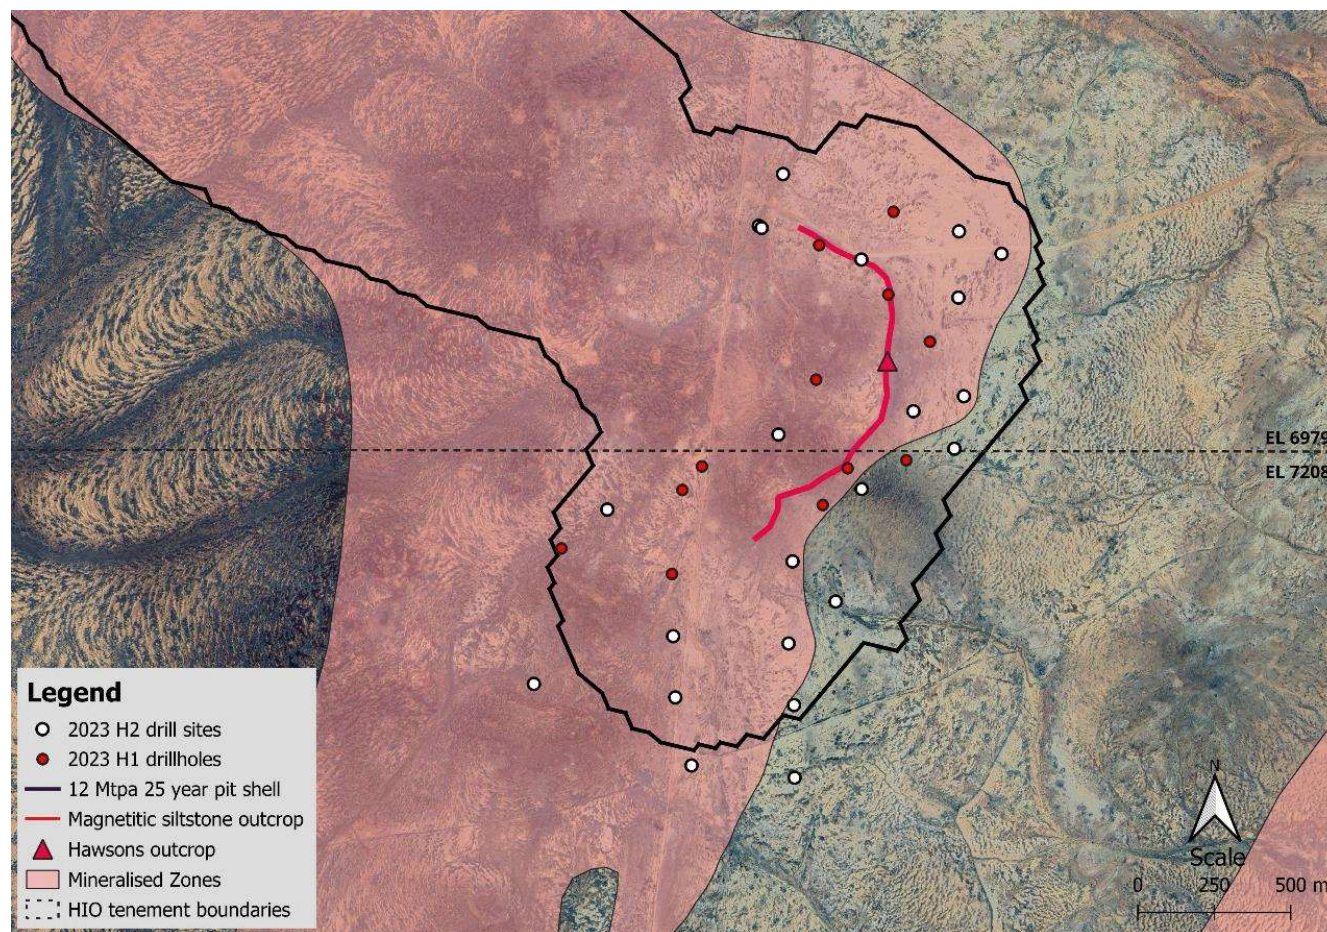 EL 6979
EL 7208
Legend
2023 H2 drill sites
2023 H1 drillholes
12 Mtpa 25 year pit shell
Magnetitic siltstone outcrop
Hawsons outcrop
Mineralised Zones
HIO tenement boundaries
N
Scale
0 250 500 m